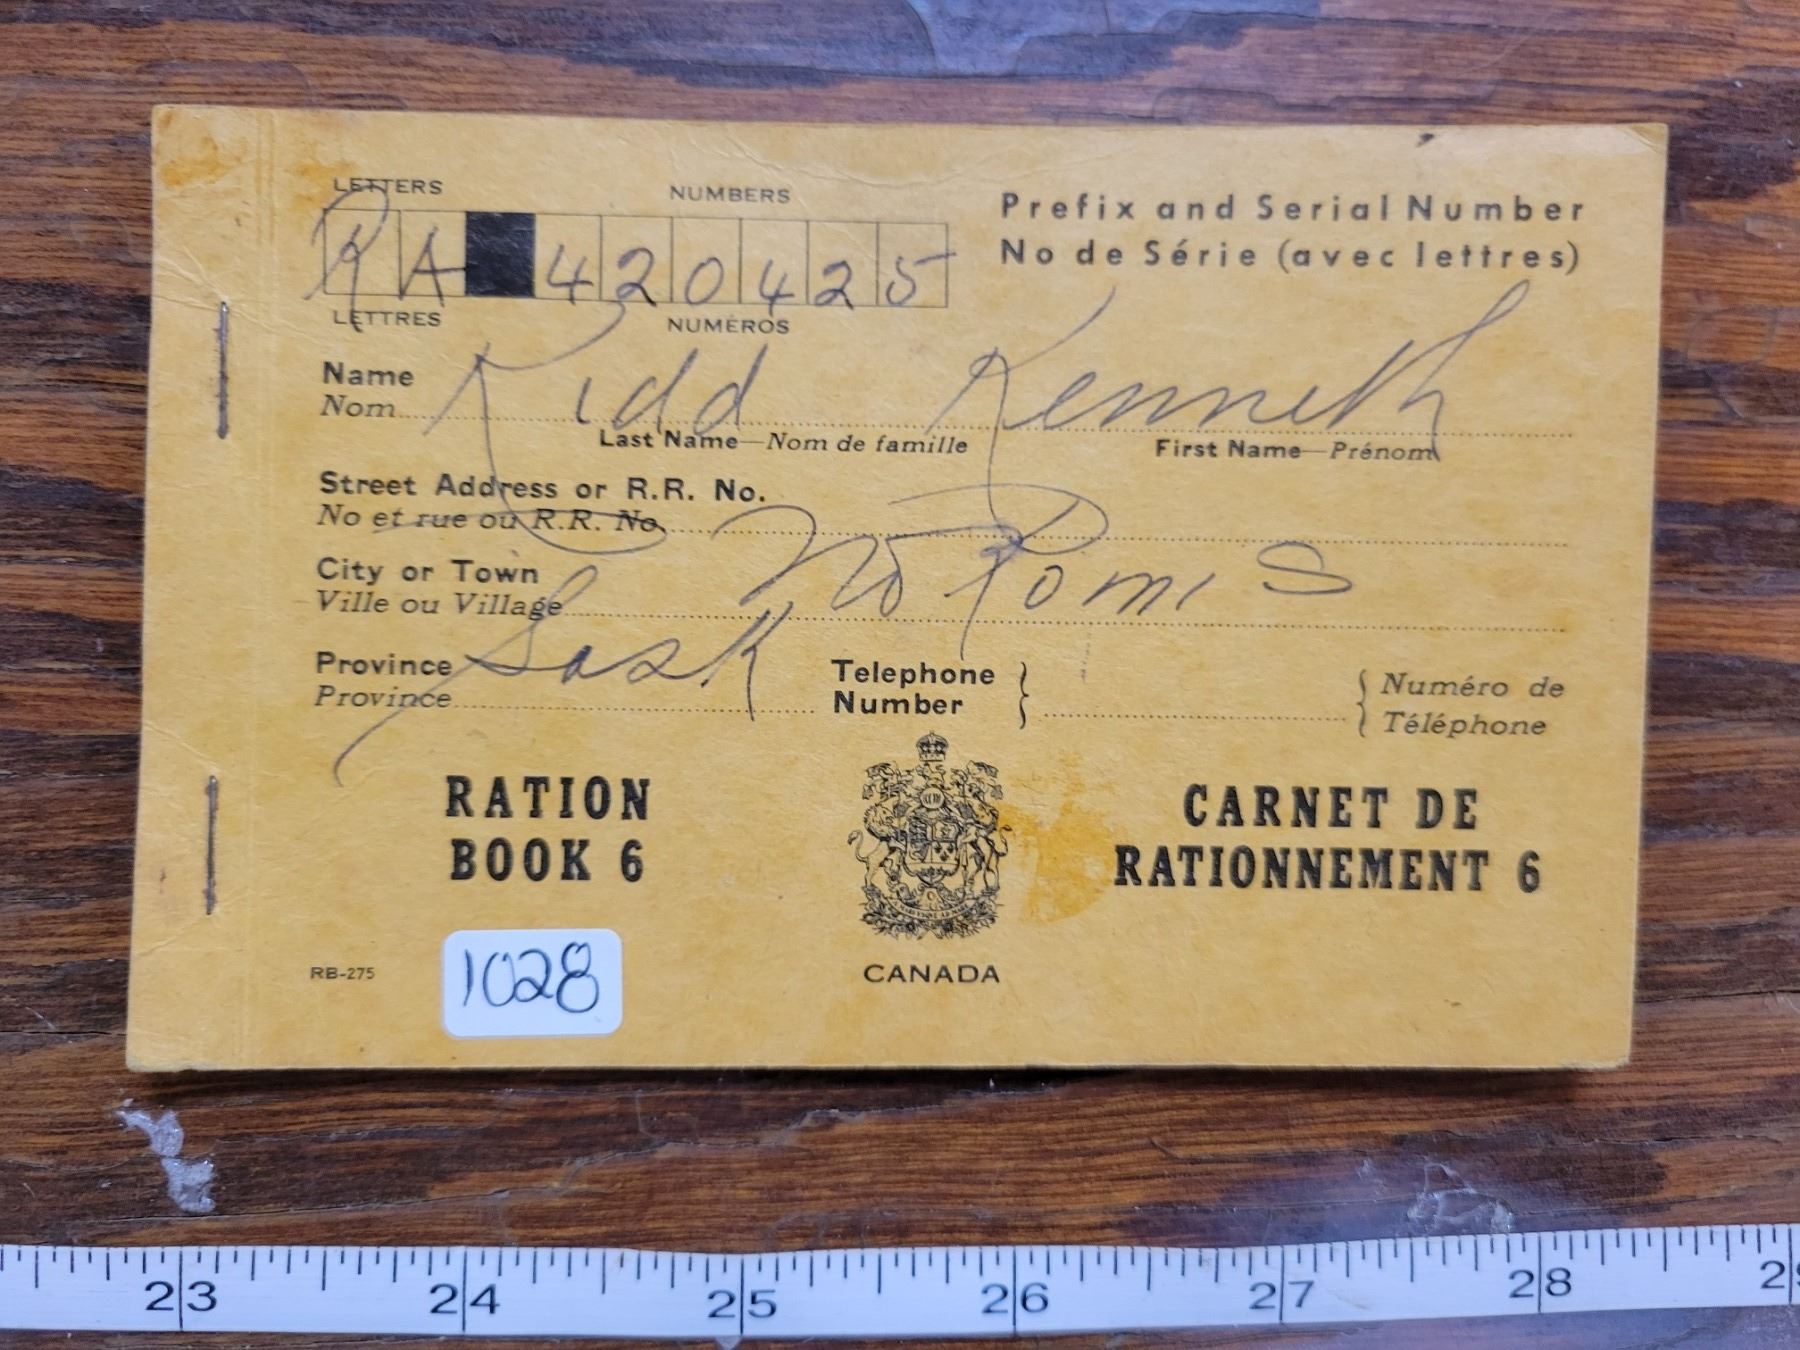 LETTERS NUMBERS
RA 420425
LETTRES NUMÉROS
Prefix and Serial Number
No de Série (avec lettres)
Name Kidd Kenneth
Nom
Last Name—Nom de famille First Name—Prénom
Street Address or R.R. No.
No et rue ou R.R. No.
City or Town
Ville ou Village
Province Sask Telephone Numéro de
Province Number Téléphone
RATION CARNET DE
BOOK 6 RATIONNEMENT 6
RB-275 1028 CANADA
23 24 25 26 27 28